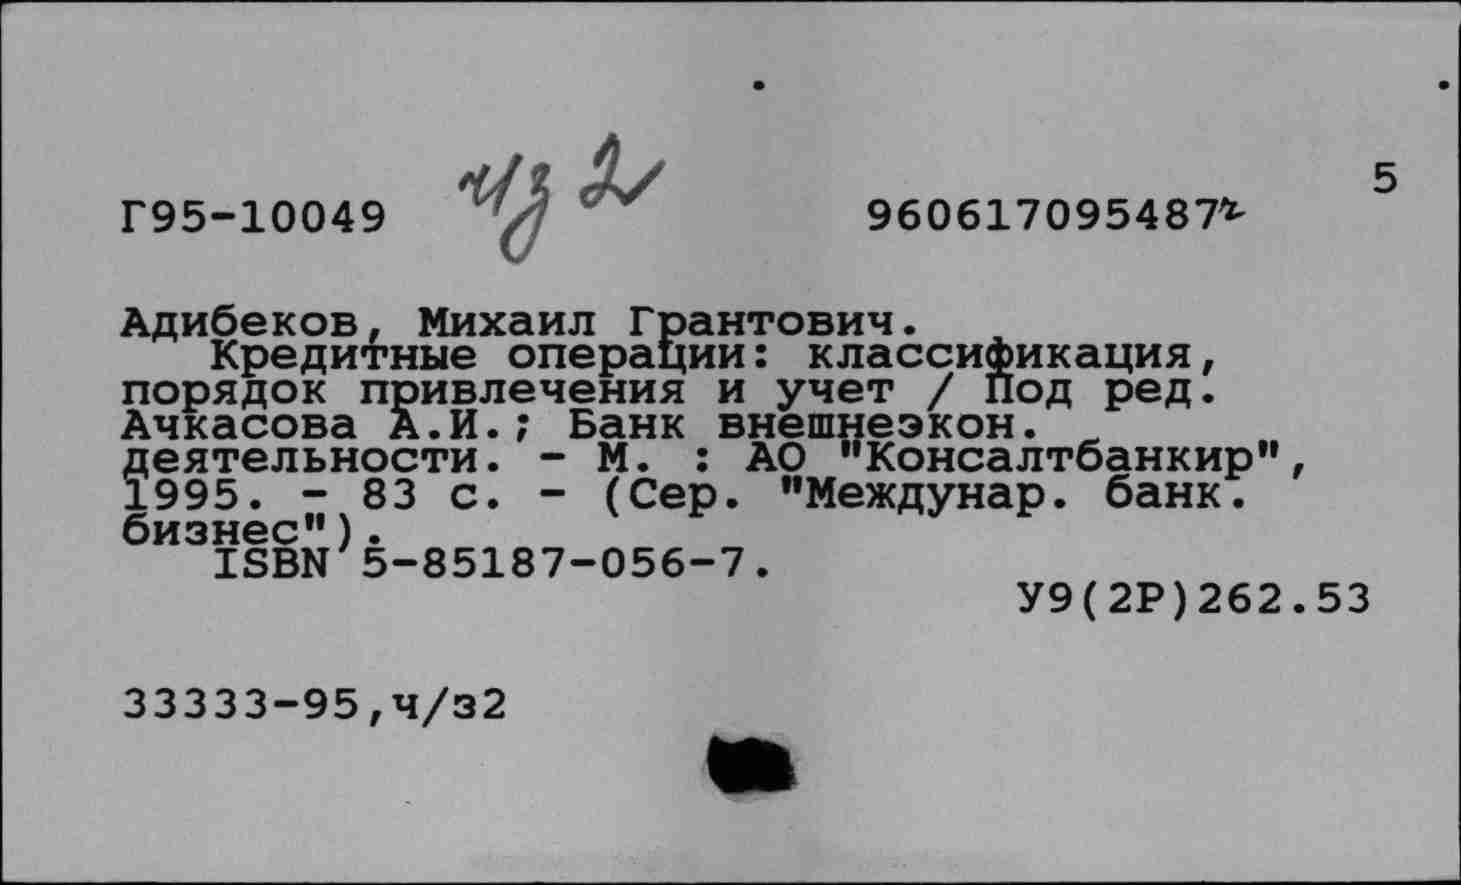 5
Г95-10049 ч/з 2 9606170954872
Адибеков, Михаил Грантович.
Кредитные операции: классификация,
порядок привлечения и учет / Под ред.
Ачкасова А.И.; Банк внешнеэкон.
деятельности. - М. : АО "Консалтбанкир",
1995. - 83 с. - (Сер. "Междунар. банк.
бизнес").
ISBN 5-85187-056-7.
У9(2Р)262.53
33333-95,ч/з2